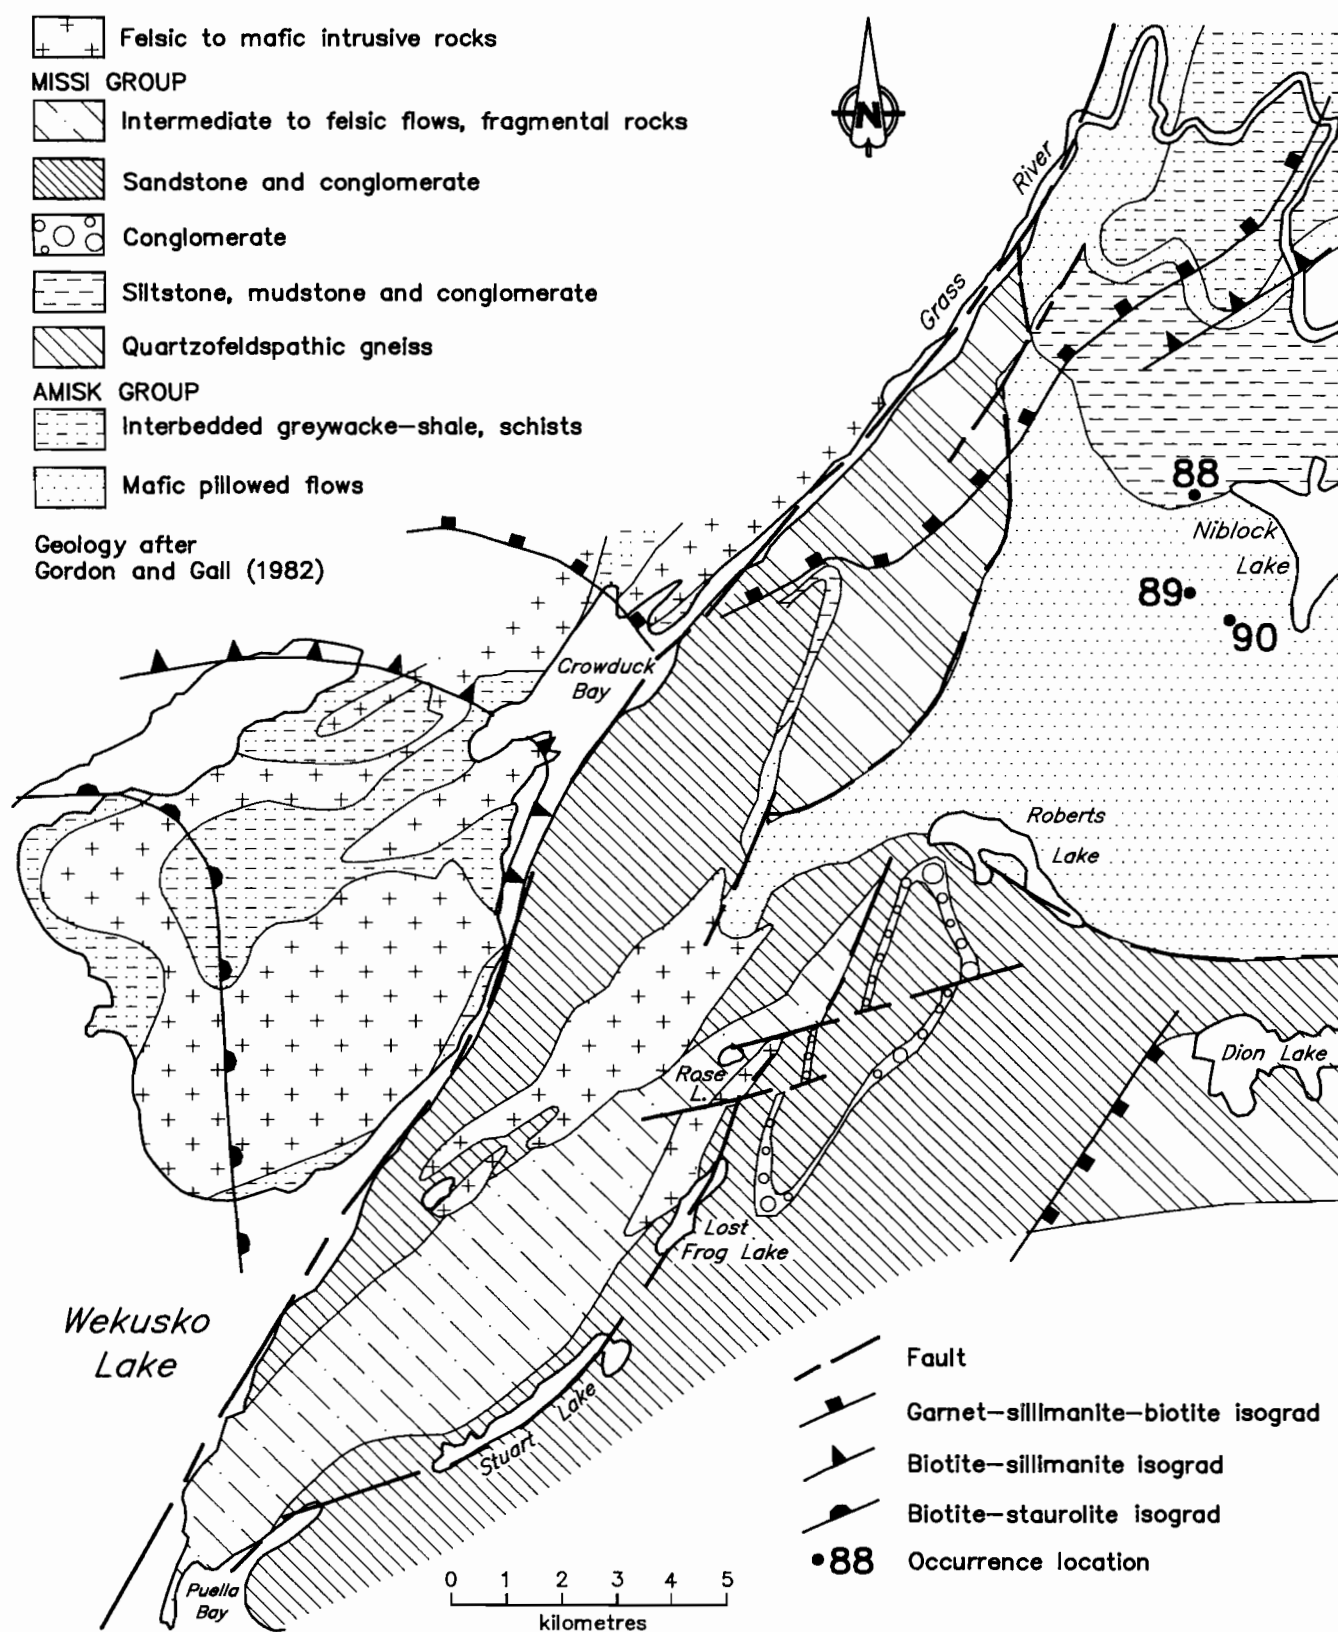 Felsic to mafic intrusive rocks
MISSI GROUP
Intermediate to felsic flows, fragmental rocks
Sandstone and conglomerate
Conglomerate
Siltstone, mudstone and conglomerate
Quartzofeldspathic gneiss
AMISK GROUP
Interbedded greywacke-shale, schists
Mafic pillowed flows
Geology after
Gordon and Gall (1982)
N
Grass River
88
Niblock
Lake
89
90
Crowduck
Bay
Roberts
Lake
Rose
L.
Dion Lake
Lost
Frog Lake
Wekusko
Lake
Stuart Lake
Puella
Bay
0 1 2 3 4 5
kilometres
Fault
Garnet-sillimanite-biotite isograd
Biotite-sillimanite isograd
Biotite-staurolite isograd
88 Occurrence location